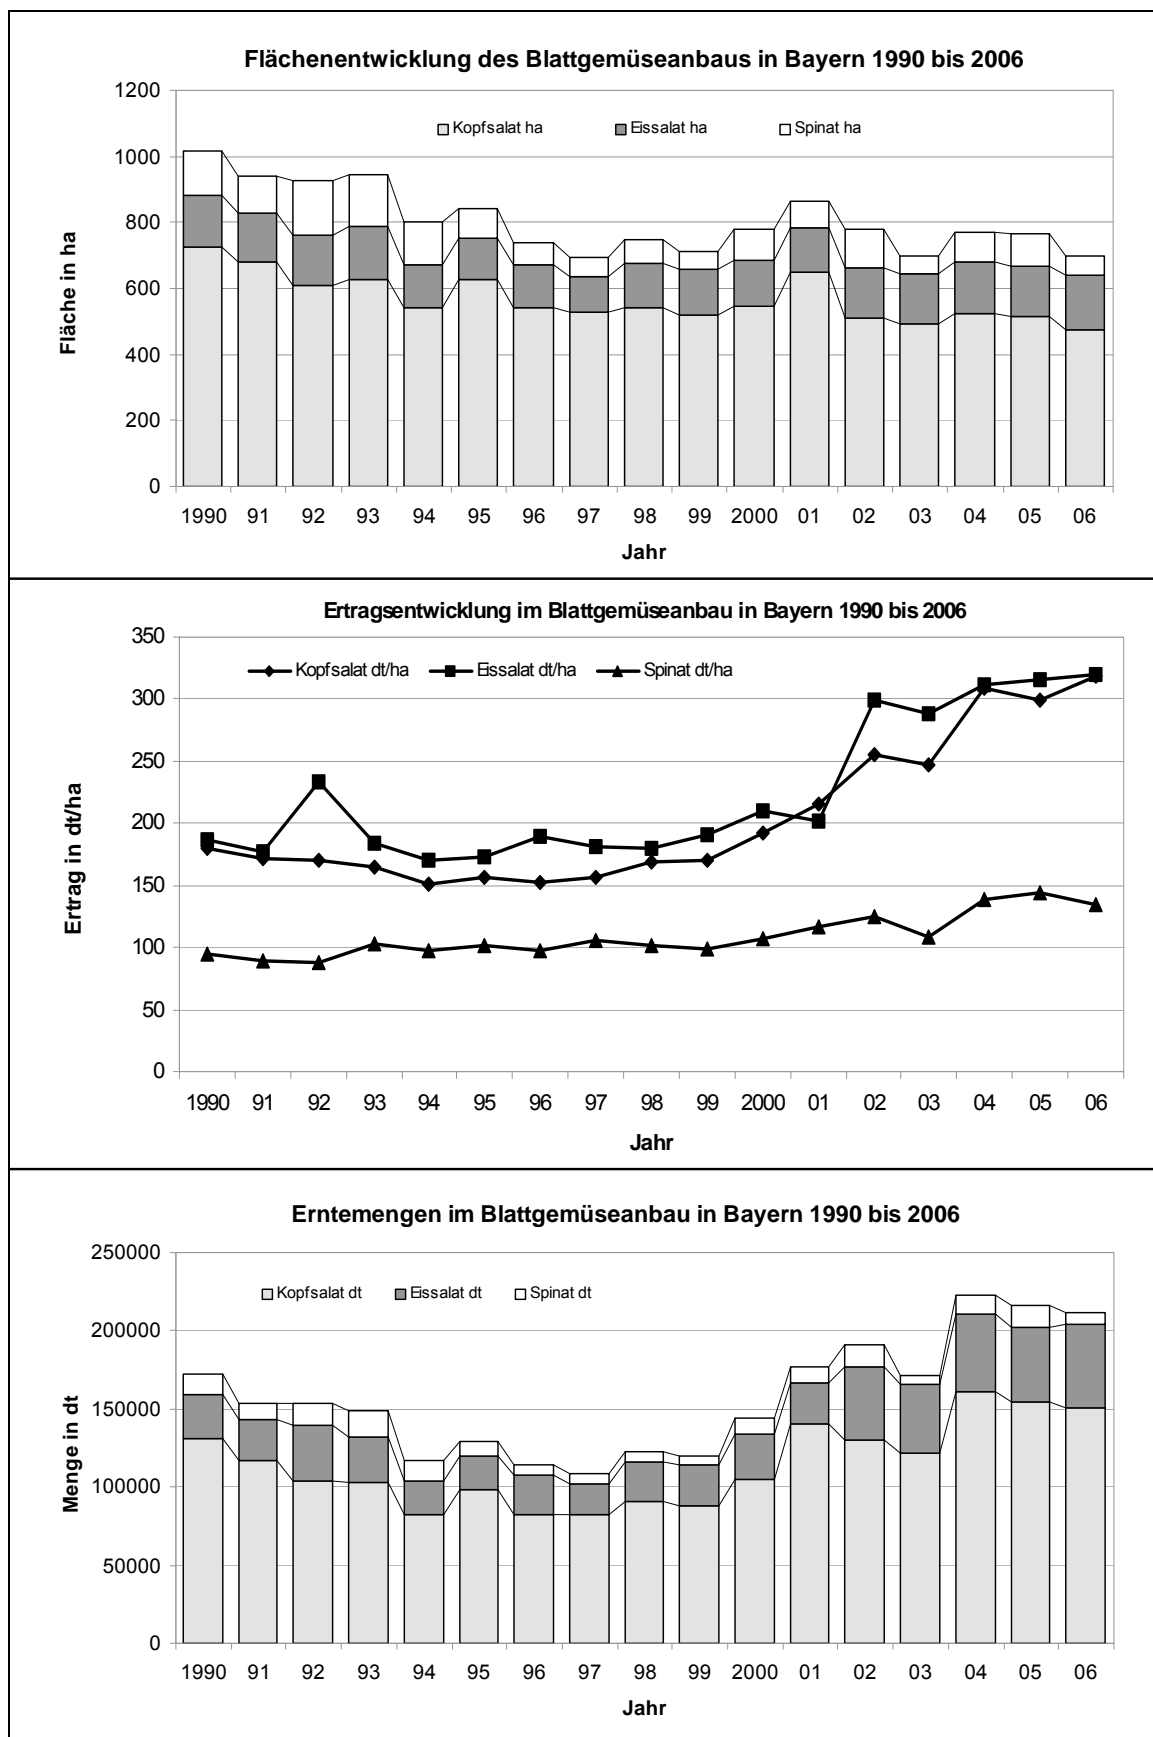 Flächenentwicklung des Blattgemüseanbaus in Bayern 1990 bis 2006
1200
Kopfsalat ha Eissalat ha Spinat ha
1000
800
600
400
200
0
Fläche in ha
1990 91 92 93 94 95 96 97 98 99 2000 01 02 03 04 05 06
Jahr
Ertragsentwicklung im Blattgemüseanbau in Bayern 1990 bis 2006
350
Kopfsalat dt/ha Eissalat dt/ha Spinat dt/ha
300
250
200
150
100
50
0
Ertrag in dt/ha
1990 91 92 93 94 95 96 97 98 99 2000 01 02 03 04 05 06
Jahr
Erntemengen im Blattgemüseanbau in Bayern 1990 bis 2006
250000
Kopfsalat dt Eissalat dt Spinat dt
200000
150000
100000
50000
0
Menge in dt
1990 91 92 93 94 95 96 97 98 99 2000 01 02 03 04 05 06
Jahr